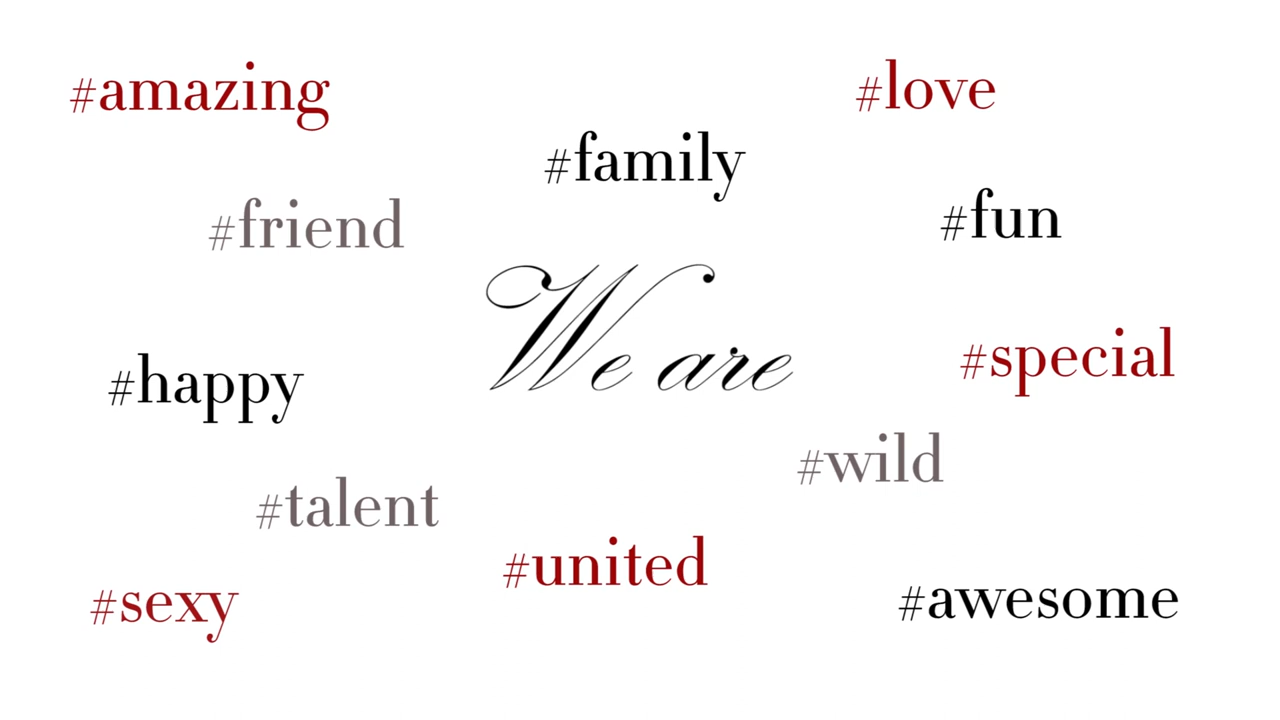 #amazing
#love
#family
#friend
#fun
We are
#special
#happy
#wild
#talent
#united
#sexy
#awesome